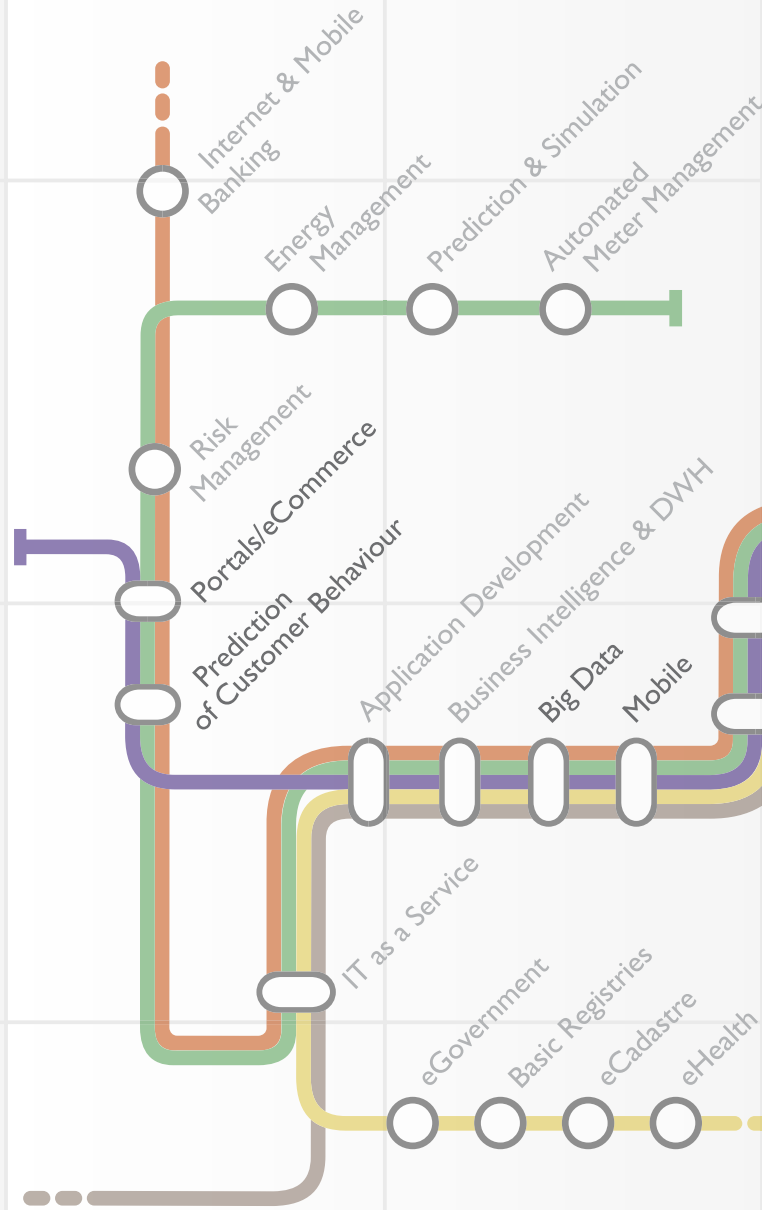 Internet & Mobile
Banking
Energy
Management
Prediction & Simulation
Automated
Meter Management
Risk
Management
Portals/eCommerce
Prediction
of Customer Behaviour
Application Development
Business Intelligence & DWH
Big Data
Mobile
IT as a Service
eGovernment
Basic Registries
eCadastre
eHealth